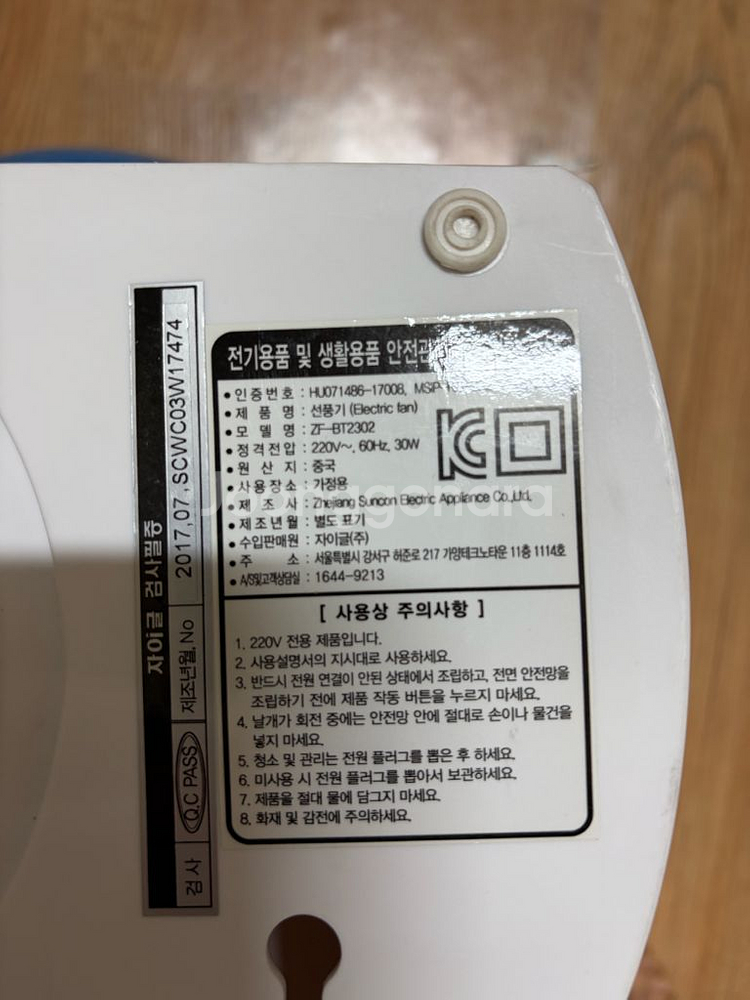 전기용품 및 생활용품 안전관
• 인증번호 : HU071486-17008, MSIP
• 제품명 : 선풍기 (Electric fan)
• 모델명 : ZF-BT2302
• 정격전압 : 220V~, 60Hz, 30W
• 원산지 : 중국
• 사용장소 : 가정용
• 제조사 : Zhejiang Suncon Electric Appliance Co.,Ltd.
• 제조년월 : 별도 표기
• 수입판매원 : 자이글(주)
• 주소 : 서울특별시 강서구 허준로 217 가양테크노타운 11층 1114호
• A/S및고객상담실 : 1644-9213
[ 사용상 주의사항 ]
1. 220V 전용 제품입니다.
2. 사용설명서의 지시대로 사용하세요.
3. 반드시 전원 연결이 안된 상태에서 조립하고, 전면 안전망을
조립하기 전에 제품 작동 버튼을 누르지 마세요.
4. 날개가 회전 중에는 안전망 안에 절대로 손이나 물건을
넣지 마세요.
5. 청소 및 관리는 전원 플러그를 뽑은 후 하세요.
6. 미사용 시 전원 플러그를 뽑아서 보관하세요.
7. 제품을 절대 물에 담그지 마세요.
8. 화재 및 감전에 주의하세요.
자이글 검사필증
검사 Q.C PASS 제조년월, No 2017.07, SCWC03W17474
Joonggonara